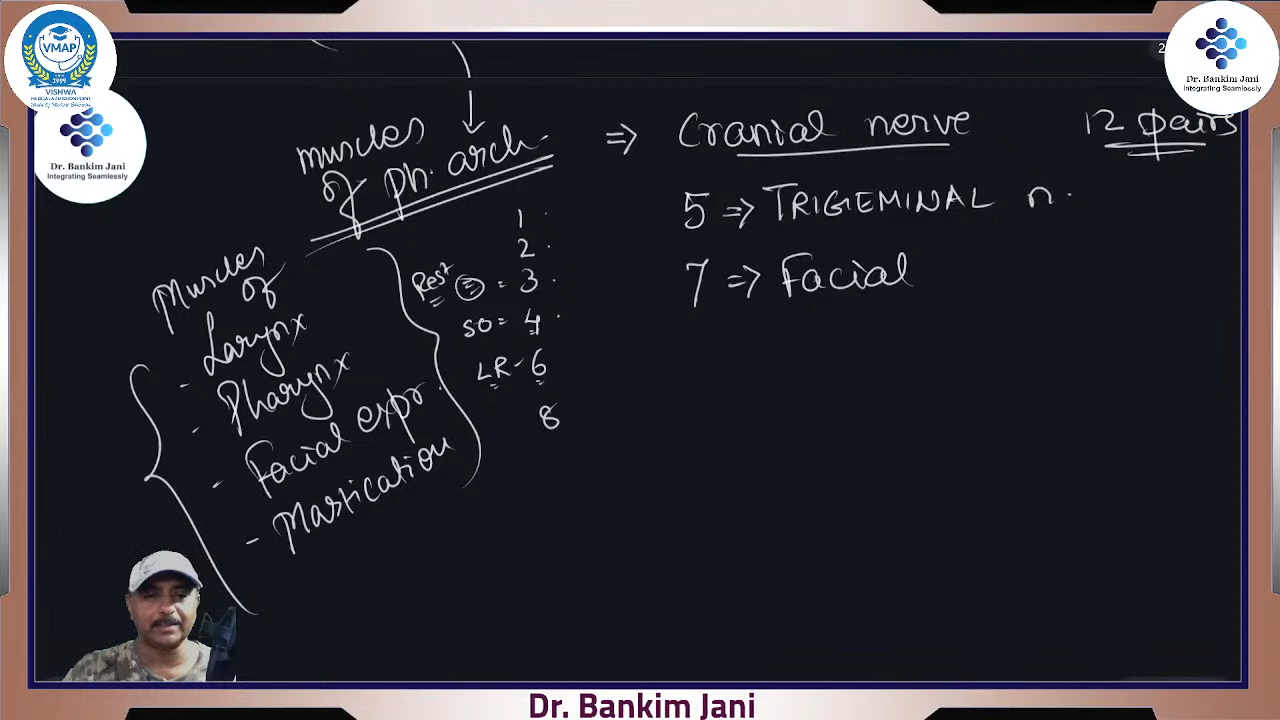 VMAP
1999
VISHWA
Dr. Bankim Jani
Integrating Seamlessly
Dr. Bankim Jani
Integrating Seamlessly
2
muscles
of ph. arch.
=> Cranial nerve
12 pairs
5 => TRIGEMINAL n.
7 => Facial
1
2
Rest = 3
SO = 4
LR - 6
8
Muscles
of
- Larynx
- Pharynx
- Facial expr.
- Mastication
Dr. Bankim Jani